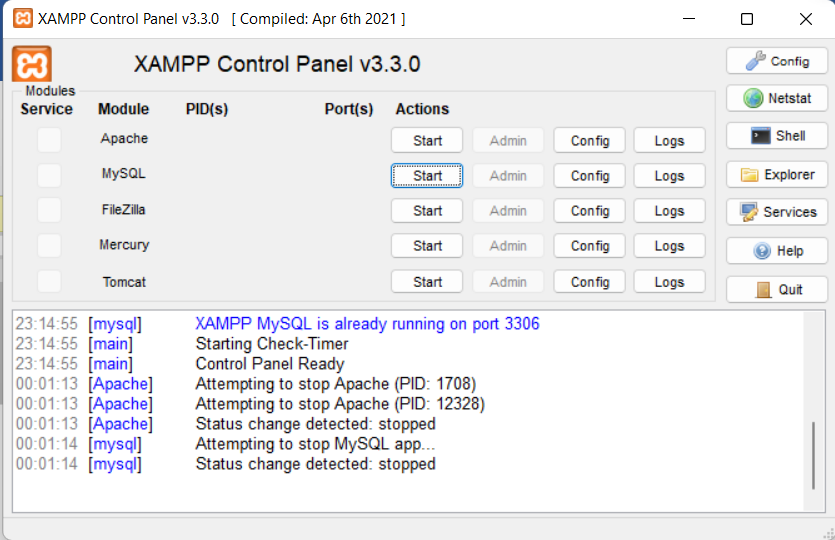 XAMPP Control Panel v3.3.0 [ Compiled: Apr 6th 2021 ]
XAMPP Control Panel v3.3.0
Config
Modules
Service Module PID(s) Port(s) Actions
Netstat
Apache Start Admin Config Logs
Shell
MySQL Start Admin Config Logs
Explorer
FileZilla Start Admin Config Logs
Services
Mercury Start Admin Config Logs
Help
Tomcat Start Admin Config Logs
Quit
23:14:55 [mysql] XAMPP MySQL is already running on port 3306
23:14:55 [main] Starting Check-Timer
23:14:55 [main] Control Panel Ready
00:01:13 [Apache] Attempting to stop Apache (PID: 1708)
00:01:13 [Apache] Attempting to stop Apache (PID: 12328)
00:01:13 [Apache] Status change detected: stopped
00:01:14 [mysql] Attempting to stop MySQL app...
00:01:14 [mysql] Status change detected: stopped